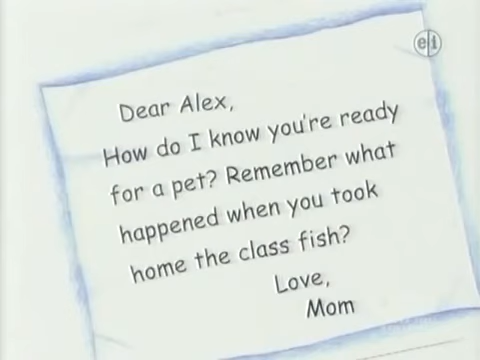 e/i
Dear Alex,
How do I know you're ready
for a pet? Remember what
happened when you took
home the class fish?
Love,
Mom